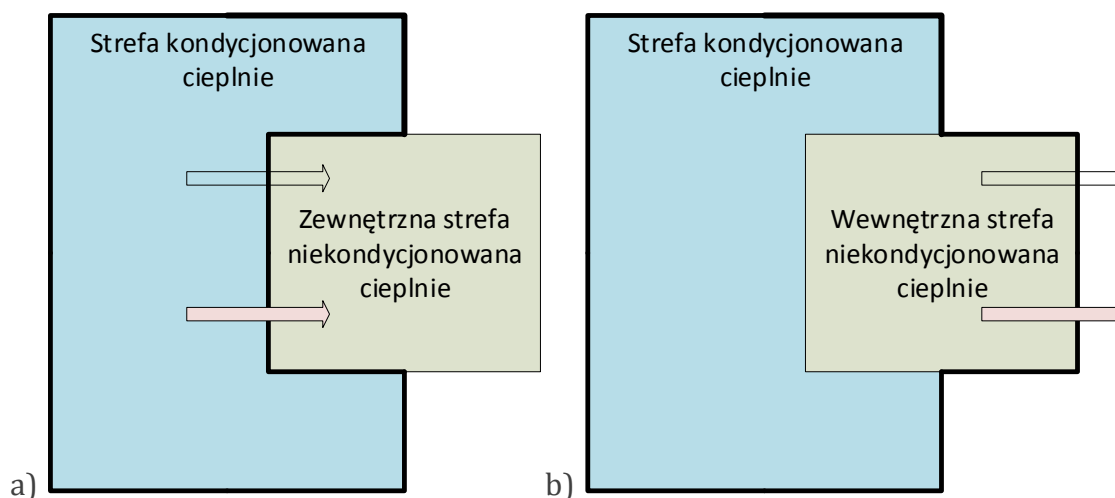 Strefa kondycjonowana
cieplnie
Zewnętrzna strefa
niekondycjonowana
cieplnie
a)
Strefa kondycjonowana
cieplnie
Wewnętrzna strefa
niekondycjonowana
cieplnie
b)